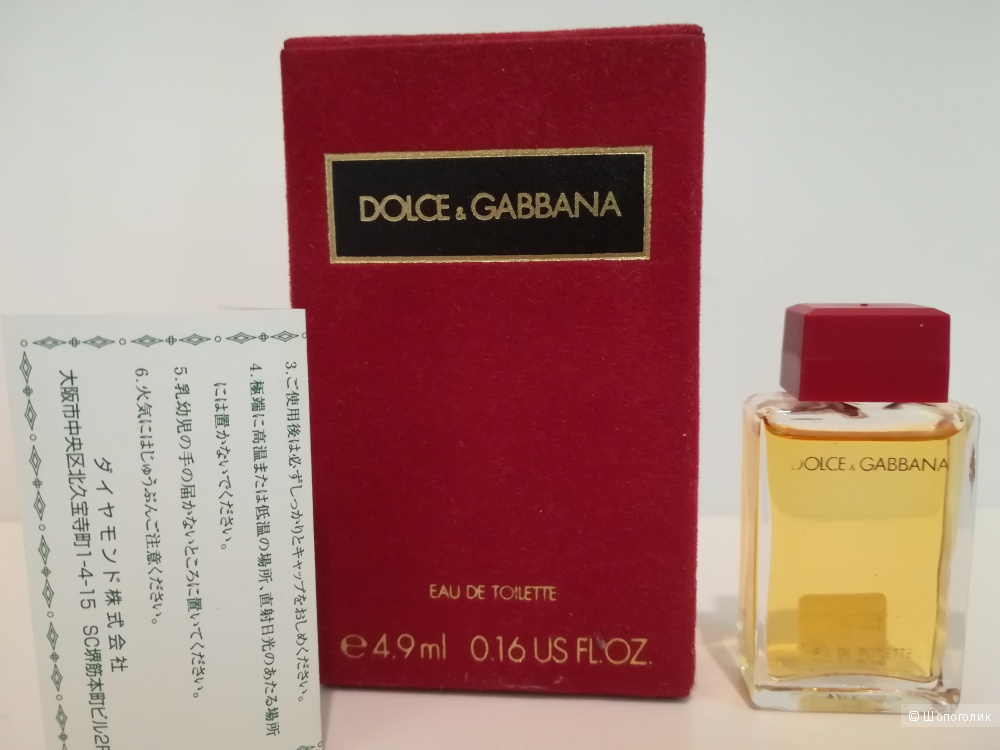 DOLCE & GABBANA
EAU DE TOILETTE
e 4.9 ml 0.16 US FL.OZ.
DOLCE & GABBANA
EAU DE TOILETTE
3.ご使用後は必ずしっかりとキャップをおしめください。
4.極端に高温または低温の場所、直射日光のあたる場所
には置かないでください。
5.乳幼児の手の届かないところに置いてください。
6.火気にはじゅうぶんご注意ください。
ダイヤモンド株式会社
大阪市中央区北久宝寺町1-4-15 SC堺筋本町ビル2F
© Шопоголик